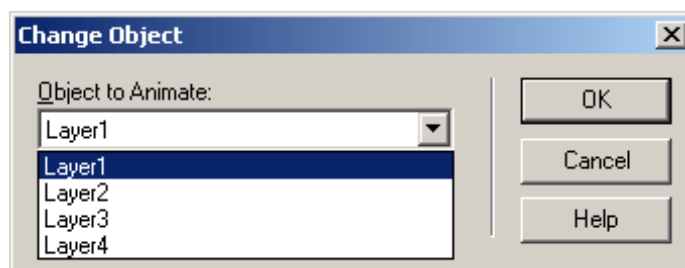 Change Object
Object to Animate:
Layer1
Layer1
Layer2
Layer3
Layer4
OK
Cancel
Help